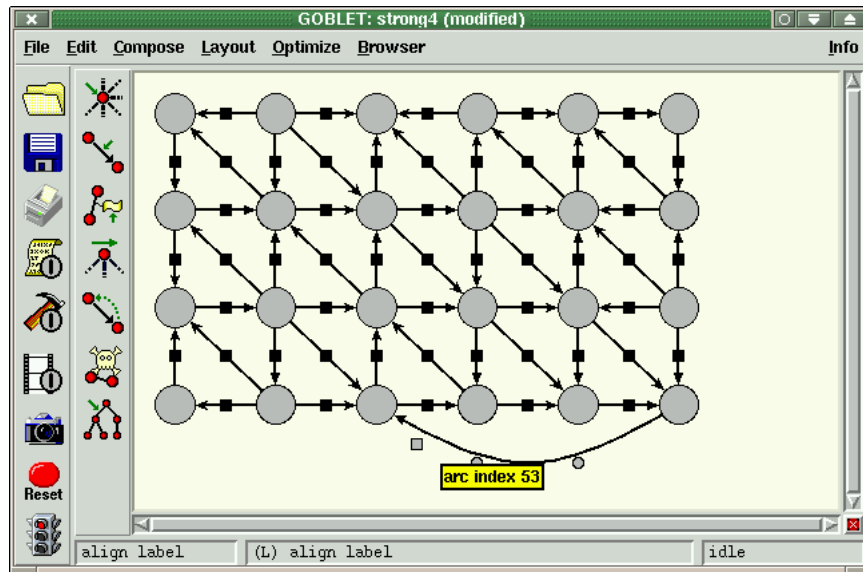 GOBLET: strong4 (modified)
File Edit Compose Layout Optimize Browser Info
arc index 53
Reset
align label (L) align label idle